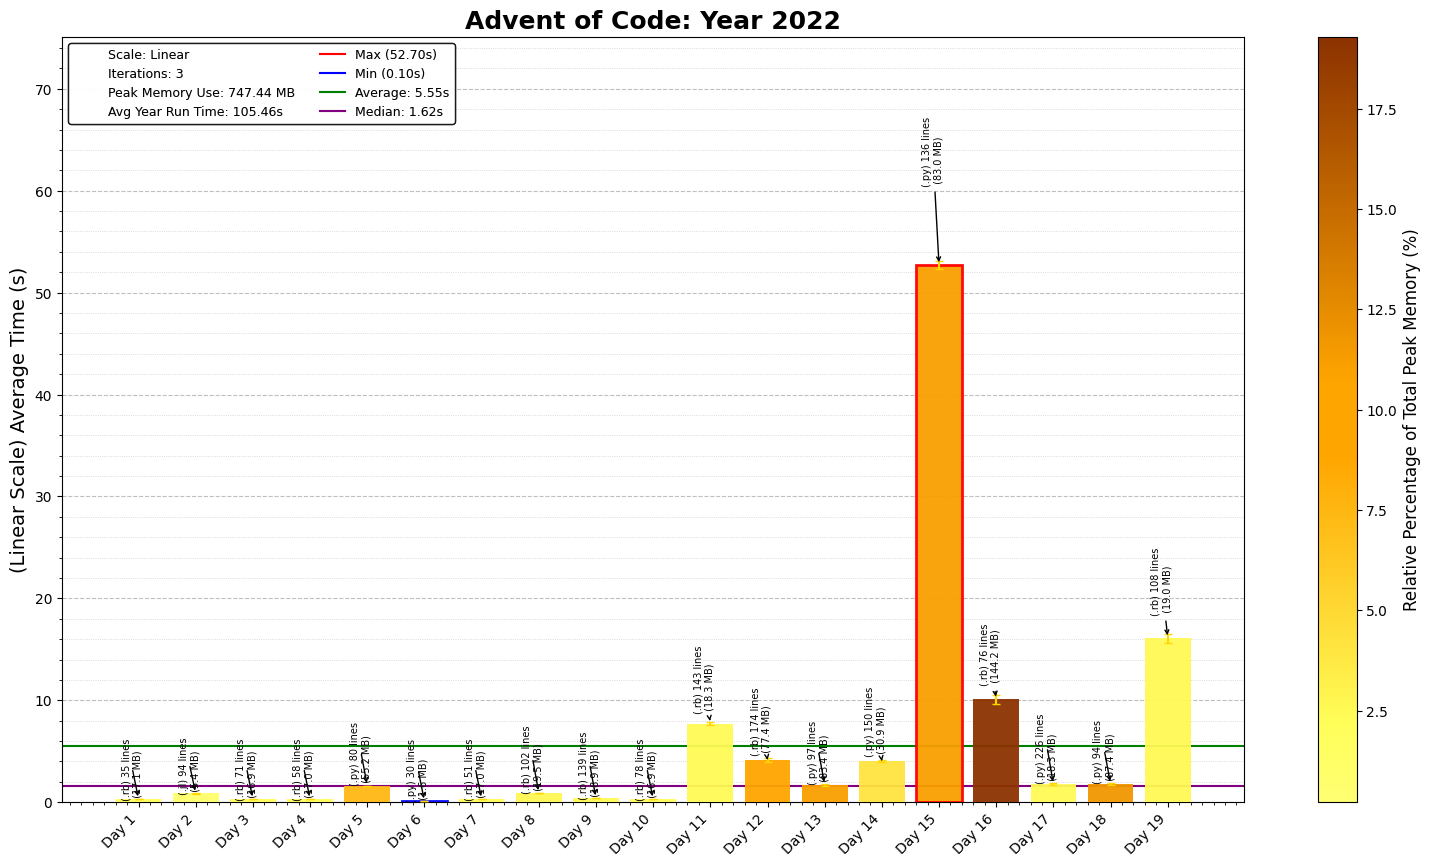 Advent of Code: Year 2022
Scale: Linear
Iterations: 3
Peak Memory Use: 747.44 MB
Avg Year Run Time: 105.46s
Max (52.70s)
Min (0.10s)
Average: 5.55s
Median: 1.62s
(Linear Scale) Average Time (s)
70
60
50
40
30
20
10
0
(.rb) 35 lines
94 lines
(.rb) 71 lines
(.rb) 58 lines
(.py) 80 lines
30 lines
(.rb) 51 lines
(.rb) 102 lines
(.rb) 139 lines
(.rb) 78 lines
(.rb) 143 lines
(18.3 MB)
(.rb) 174 lines
(77.4 MB)
(.py) 97 lines
(.py) 150 lines
(30.9 MB)
(.py) 136 lines
(83.0 MB)
(.rb) 76 lines
(144.2 MB)
(.py) 226 lines
(.py) 94 lines
(.rb) 108 lines
(19.0 MB)
Day 1
Day 2
Day 3
Day 4
Day 5
Day 6
Day 7
Day 8
Day 9
Day 10
Day 11
Day 12
Day 13
Day 14
Day 15
Day 16
Day 17
Day 18
Day 19
17.5
15.0
12.5
10.0
7.5
5.0
2.5
Relative Percentage of Total Peak Memory (%)